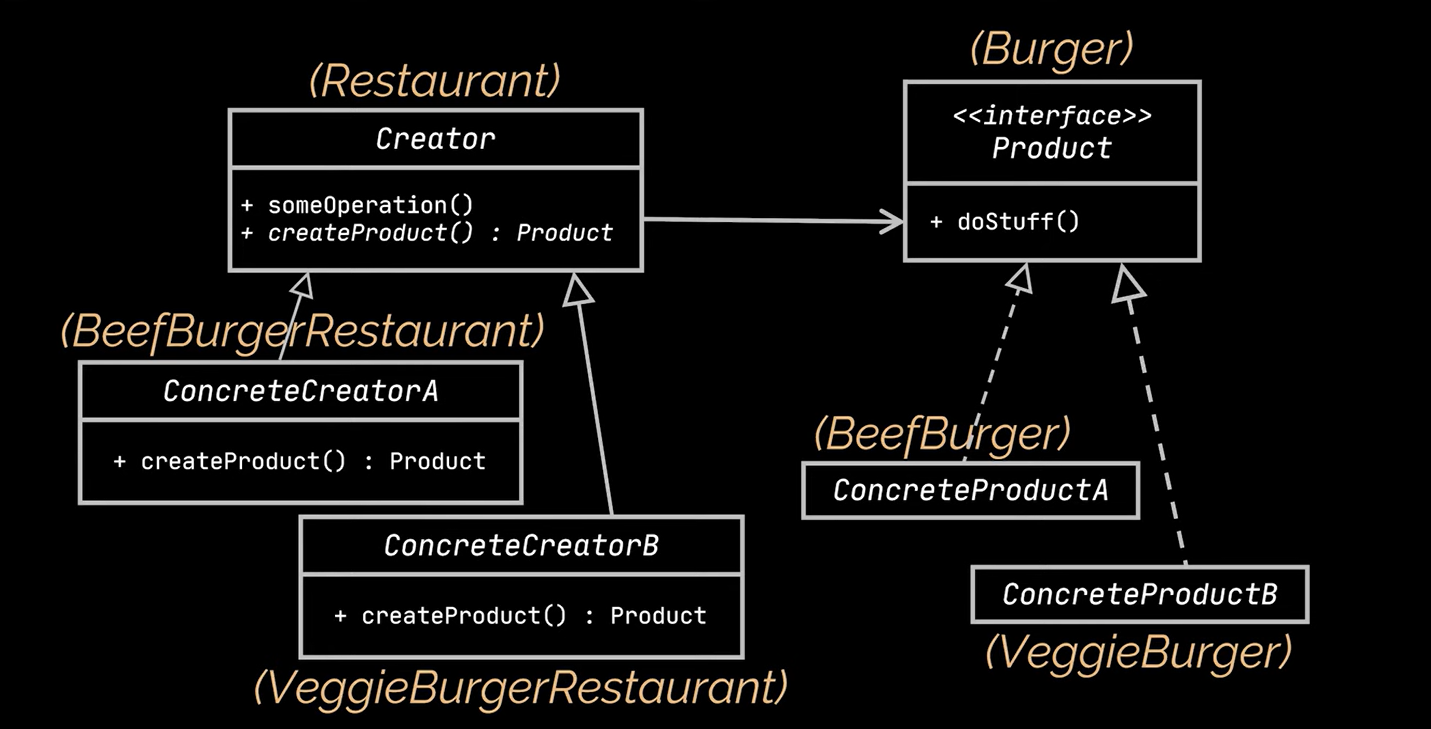 (Restaurant)
Creator
+ someOperation()
+ createProduct() : Product
(Burger)
<<interface>>
Product
+ doStuff()
(BeefBurgerRestaurant)
ConcreteCreatorA
+ createProduct() : Product
ConcreteCreatorB
+ createProduct() : Product
(VeggieBurgerRestaurant)
(BeefBurger)
ConcreteProductA
ConcreteProductB
(VeggieBurger)